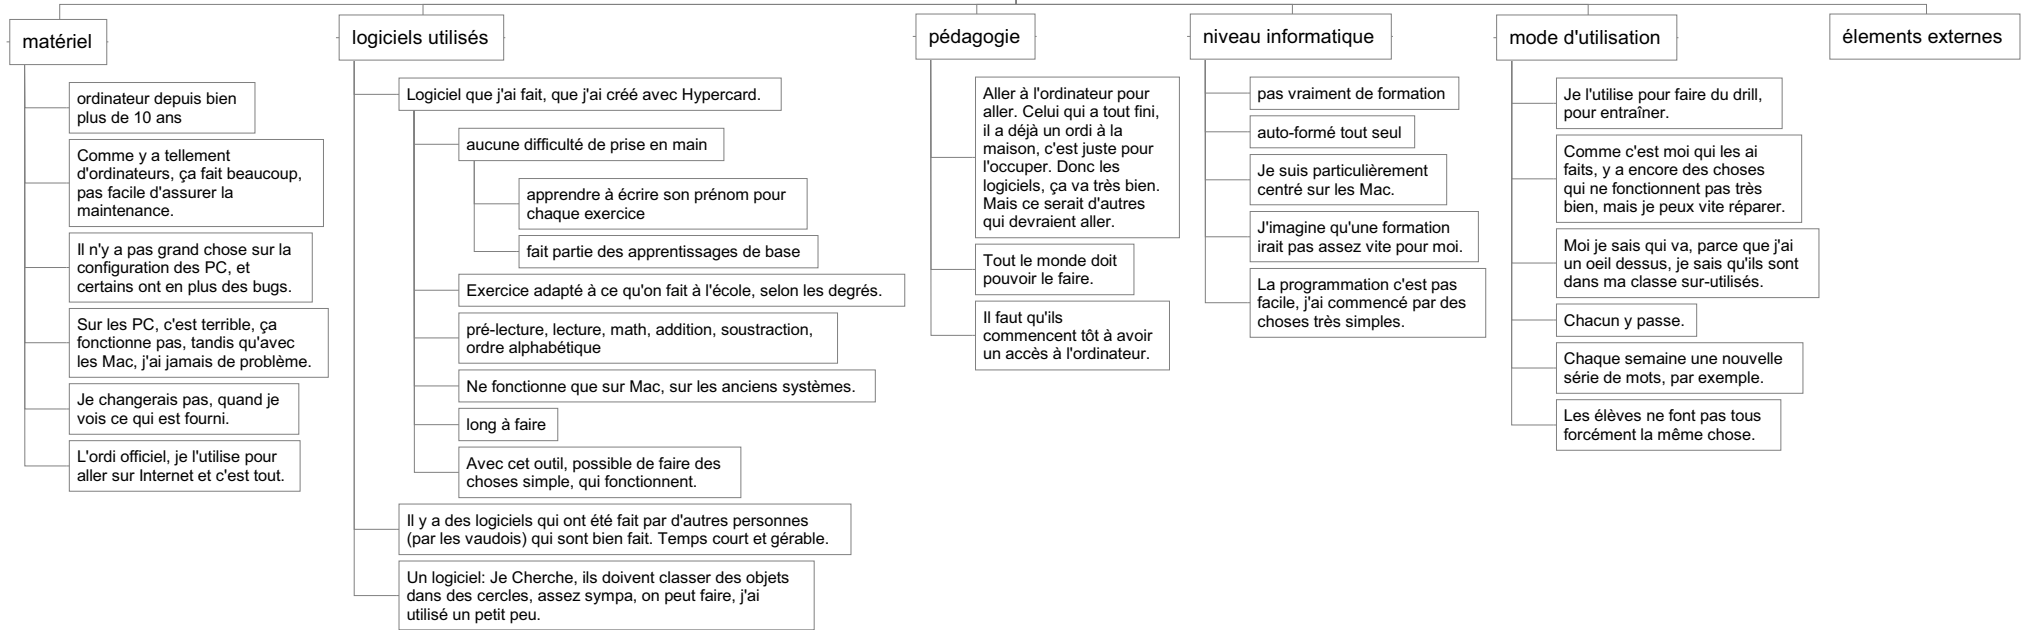 matériel
ordinateur depuis bien
plus de 10 ans
Comme y a tellement
d'ordinateurs, ça fait beaucoup,
pas facile d'assurer la
maintenance.
Il n'y a pas grand chose sur la
configuration des PC, et
certains ont en plus des bugs.
Sur les PC, c'est terrible, ça
fonctionne pas, tandis qu'avec
les Mac, j'ai jamais de problème.
Je changerais pas, quand je
vois ce qui est fourni.
L'ordi officiel, je l'utilise pour
aller sur Internet et c'est tout.
logiciels utilisés
Logiciel que j'ai fait, que j'ai créé avec Hypercard.
aucune difficulté de prise en main
apprendre à écrire son prénom pour
chaque exercice
fait partie des apprentissages de base
Exercice adapté à ce qu'on fait à l'école, selon les degrés.
pré-lecture, lecture, math, addition, soustraction,
ordre alphabétique
Ne fonctionne que sur Mac, sur les anciens systèmes.
long à faire
Avec cet outil, possible de faire des
choses simple, qui fonctionnent.
Il y a des logiciels qui ont été fait par d'autres personnes
(par les vaudois) qui sont bien fait. Temps court et gérable.
Un logiciel: Je Cherche, ils doivent classer des objets
dans des cercles, assez sympa, on peut faire, j'ai
utilisé un petit peu.
pédagogie
Aller à l'ordinateur pour
aller. Celui qui a tout fini,
il a déjà un ordi à la
maison, c'est juste pour
l'occuper. Donc les
logiciels, ça va très bien.
Mais ce serait d'autres
qui devraient aller.
Tout le monde doit
pouvoir le faire.
Il faut qu'ils
commencent tôt à avoir
un accès à l'ordinateur.
niveau informatique
pas vraiment de formation
auto-formé tout seul
Je suis particulièrement
centré sur les Mac.
J'imagine qu'une formation
irait pas assez vite pour moi.
La programmation c'est pas
facile, j'ai commencé par des
choses très simples.
mode d'utilisation
Je l'utilise pour faire du drill,
pour entraîner.
Comme c'est moi qui les ai
faits, y a encore des choses
qui ne fonctionnent pas très
bien, mais je peux vite réparer.
Moi je sais qui va, parce que j'ai
un oeil dessus, je sais qu'ils sont
dans ma classe sur-utilisés.
Chacun y passe.
Chaque semaine une nouvelle
série de mots, par exemple.
Les élèves ne font pas tous
forcément la même chose.
élements externes